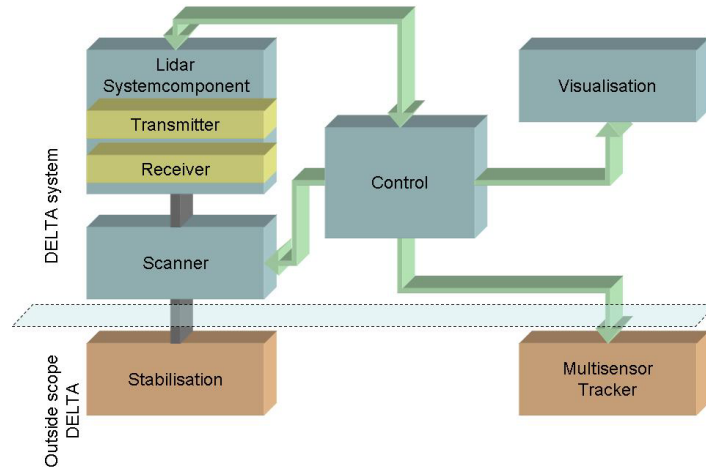 Lidar
Systemcomponent
Transmitter
Receiver
Scanner
Control
Visualisation
DELTA system
Stabilisation
Multisensor
Tracker
Outside scope
DELTA